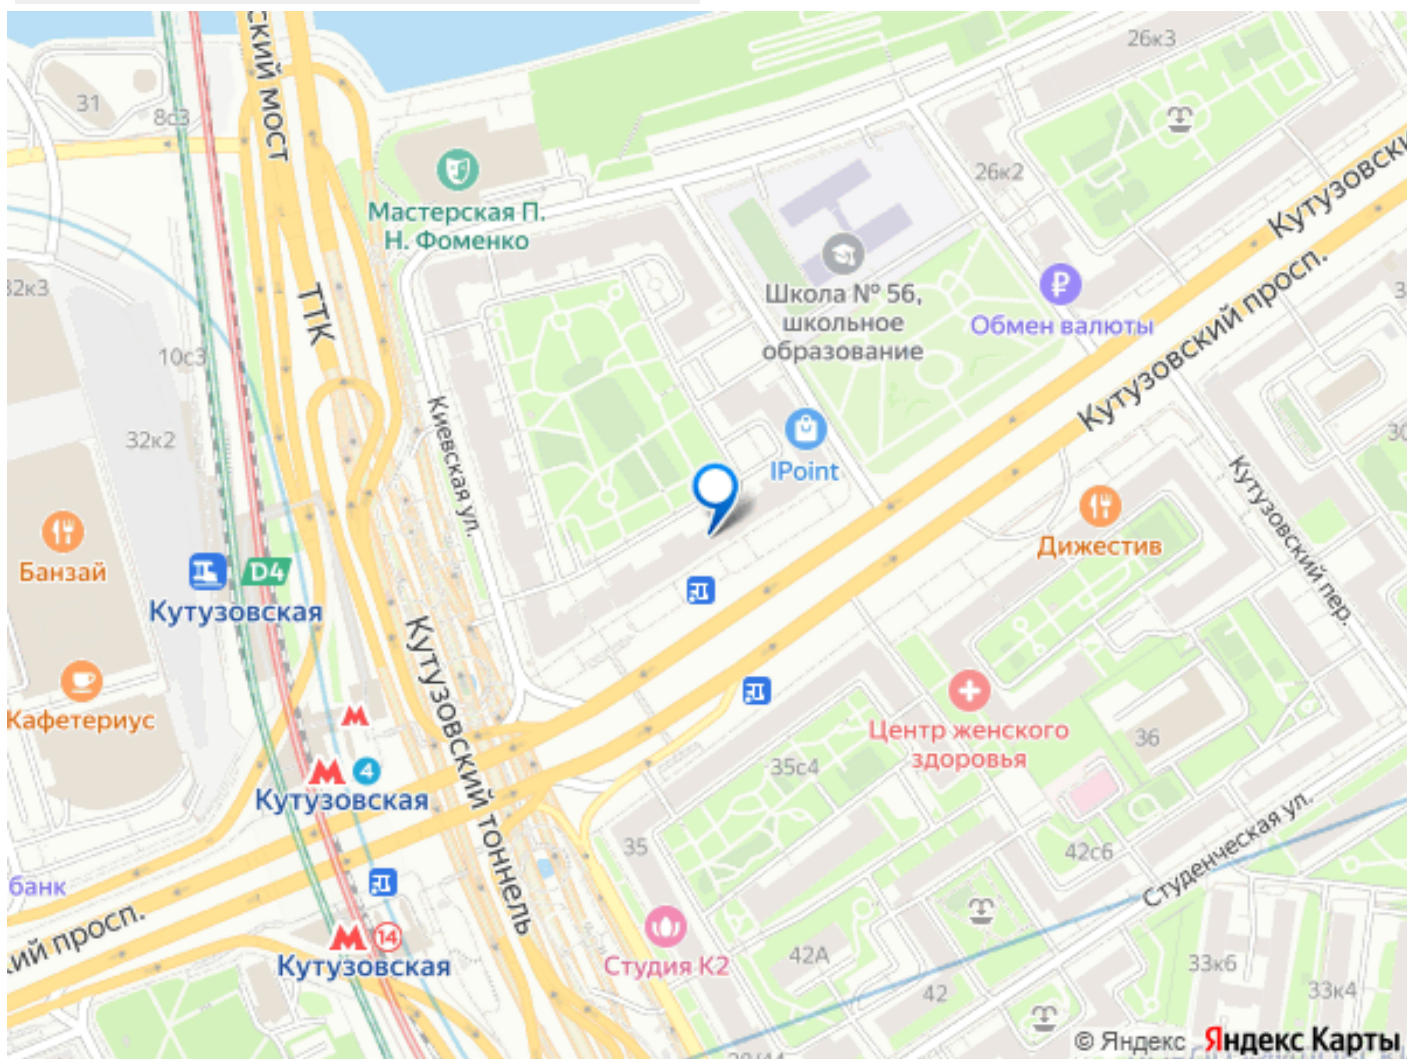 ский мост
26к3
31
8с3
26к2
Кутузовски
Мастерская П.
Н. Фоменко
Кутузовский просп.
32к3
ТТК
Школа № 56,
школьное
образование
Обмен валюты
10с3
Киевская ул.
32к2
IPoint
Кутузовский пер.
Банзай
D4
Кутузовская
Дижестив
Кутузовский тоннель
Кафетериус
Центр женского
здоровья
36
35с4
4
Кутузовская
35
42с6
Студенческая ул.
банк
кий просп.
14
Кутузовская
Студия К2
42А
42
33к6
33к4
© Яндекс Яндекс Карты